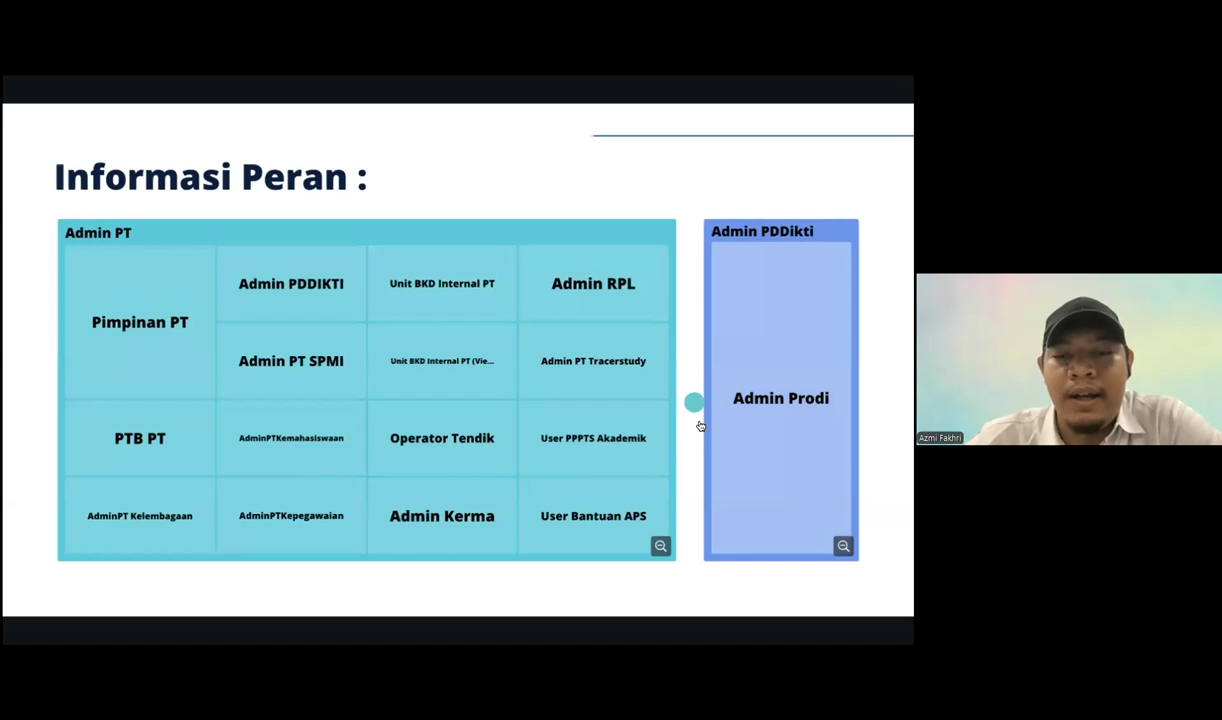 Informasi Peran :
Admin PT
Pimpinan PT
Admin PDDIKTI
Unit BKD Internal PT
Admin RPL
Admin PT SPMI
Unit BKD Internal PT (Vie...
Admin PT Tracerstudy
PTB PT
AdminPTKemahasiswaan
Operator Tendik
User PPPTS Akademik
AdminPT Kelembagaan
AdminPTKepegawaian
Admin Kerma
User Bantuan APS
Admin PDDikti
Admin Prodi
Azmi Fakhri